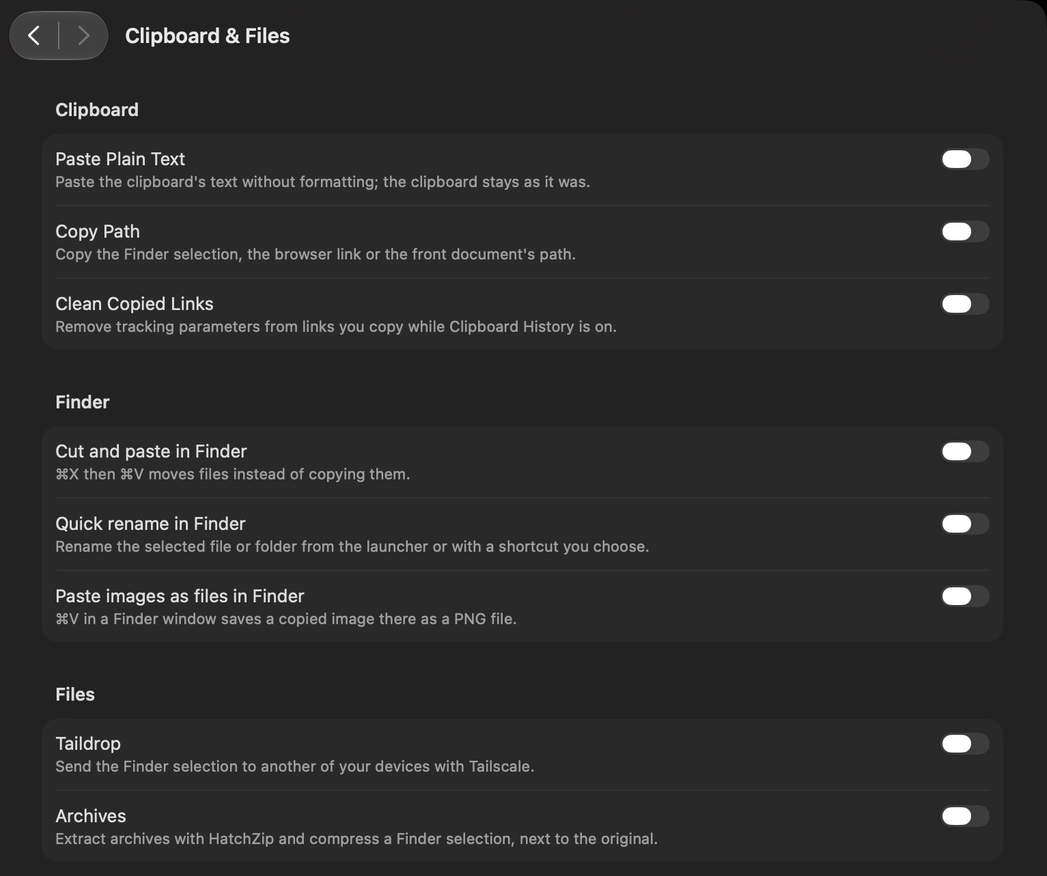 Clipboard & Files
Clipboard
Paste Plain Text
Paste the clipboard's text without formatting; the clipboard stays as it was.
Copy Path
Copy the Finder selection, the browser link or the front document's path.
Clean Copied Links
Remove tracking parameters from links you copy while Clipboard History is on.
Finder
Cut and paste in Finder
⌘X then ⌘V moves files instead of copying them.
Quick rename in Finder
Rename the selected file or folder from the launcher or with a shortcut you choose.
Paste images as files in Finder
⌘V in a Finder window saves a copied image there as a PNG file.
Files
Taildrop
Send the Finder selection to another of your devices with Tailscale.
Archives
Extract archives with HatchZip and compress a Finder selection, next to the original.